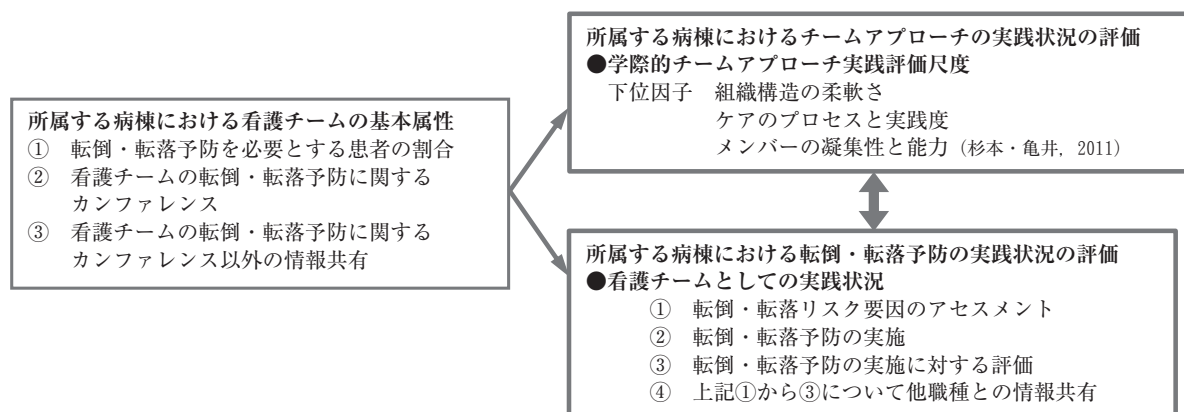 所属する病棟における看護チームの基本属性
① 転倒・転落予防を必要とする患者の割合
② 看護チームの転倒・転落予防に関する
カンファレンス
③ 看護チームの転倒・転落予防に関する
カンファレンス以外の情報共有
所属する病棟におけるチームアプローチの実践状況の評価
●学際的チームアプローチ実践評価尺度
下位因子 組織構造の柔軟さ
ケアのプロセスと実践度
メンバーの凝集性と能力 (杉本・亀井, 2011)
所属する病棟における転倒・転落予防の実践状況の評価
●看護チームとしての実践状況
① 転倒・転落リスク要因のアセスメント
② 転倒・転落予防の実施
③ 転倒・転落予防の実施に対する評価
④ 上記①から③について他職種との情報共有